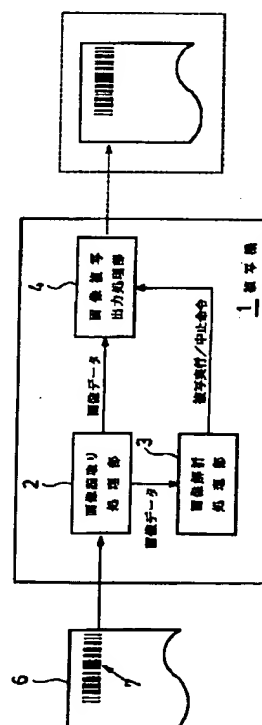 6
7
2
画像読取り
処理部
画像データ
画像データ
3
画像解析
処理部
4
画像複写
出力処理部
複写実行/中止命令
1 複写機